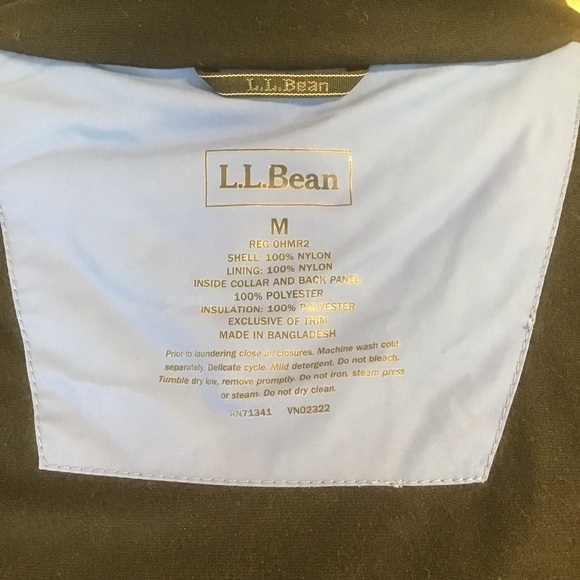 L.L.Bean
L.L.Bean
M
REG 0HMR2
SHELL: 100% NYLON
LINING: 100% NYLON
INSIDE COLLAR AND BACK PANEL
100% POLYESTER
INSULATION: 100% POLYESTER
EXCLUSIVE OF TRIM
MADE IN BANGLADESH
Prior to laundering close all closures. Machine wash cold
separately. Delicate cycle. Mild detergent. Do not bleach.
Tumble dry low, remove promptly. Do not iron, steam press
or steam. Do not dry clean.
RN71341 VN02322